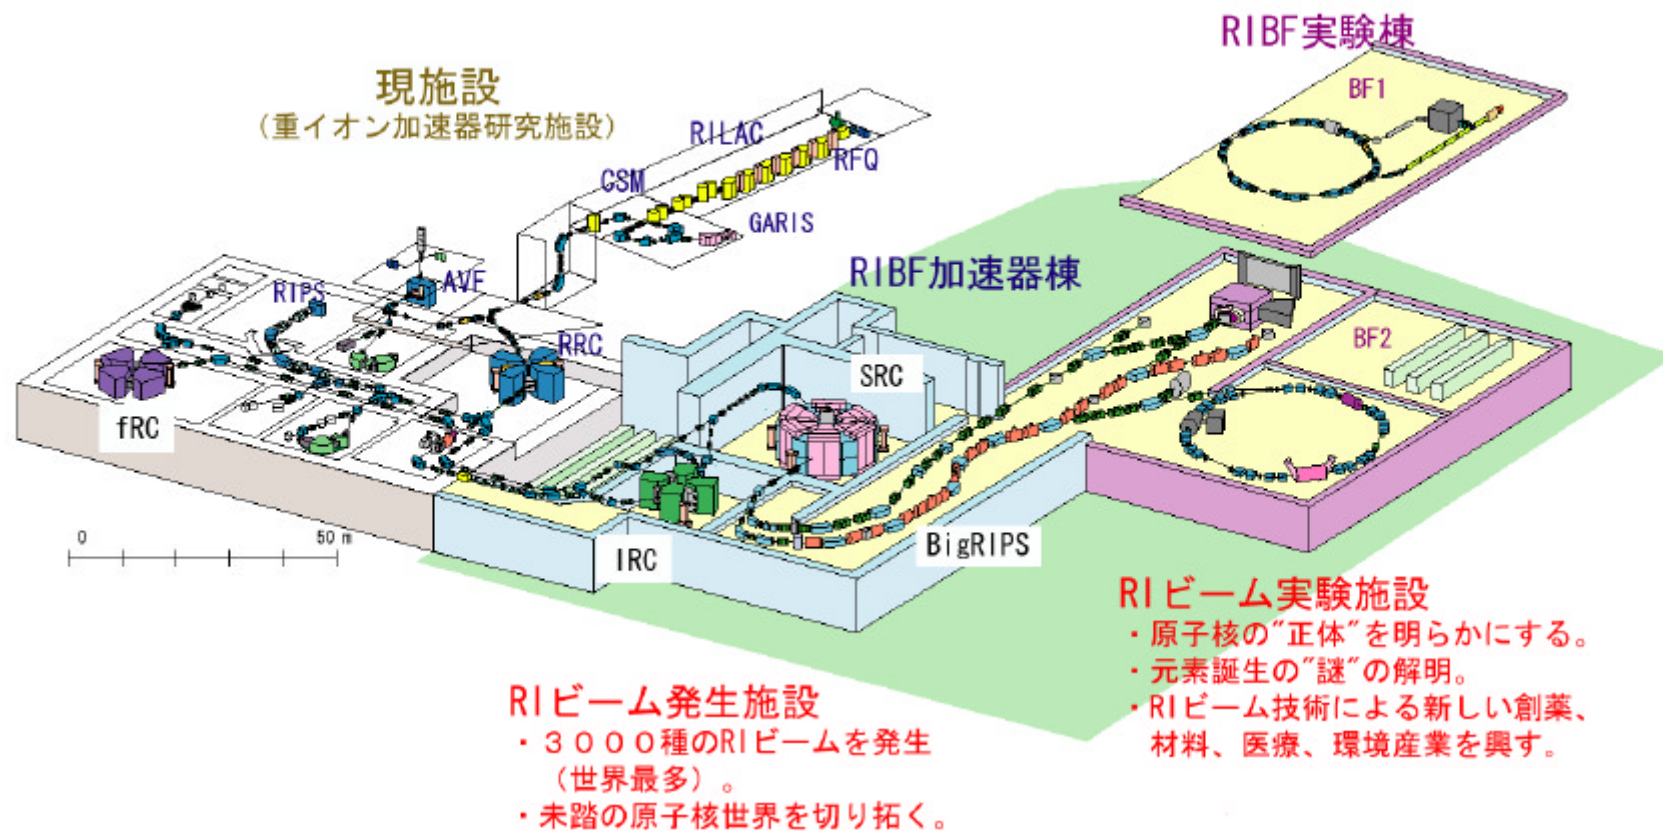 RIBF実験棟
現施設
(重イオン加速器研究施設)
BF1
RILAC
RFQ
CSM
GARIS
RIBF加速器棟
AVF
RIPS
RRC
BF2
SRC
fRC
0 50 m
IRC
BigRIPS
RIビーム実験施設
・原子核の"正体"を明らかにする。
・元素誕生の"謎"の解明。
・RIビーム技術による新しい創薬、
材料、医療、環境産業を興す。
RIビーム発生施設
・3000種のRIビームを発生
(世界最多)。
・未踏の原子核世界を切り拓く。